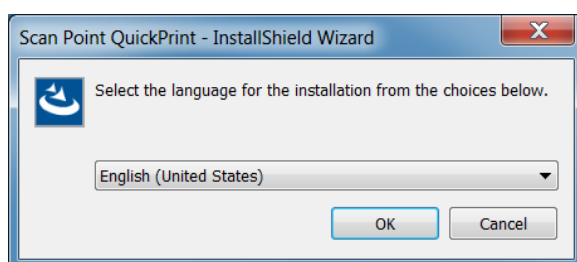 Scan Point QuickPrint - InstallShield Wizard
Select the language for the installation from the choices below.
English (United States)
OK Cancel